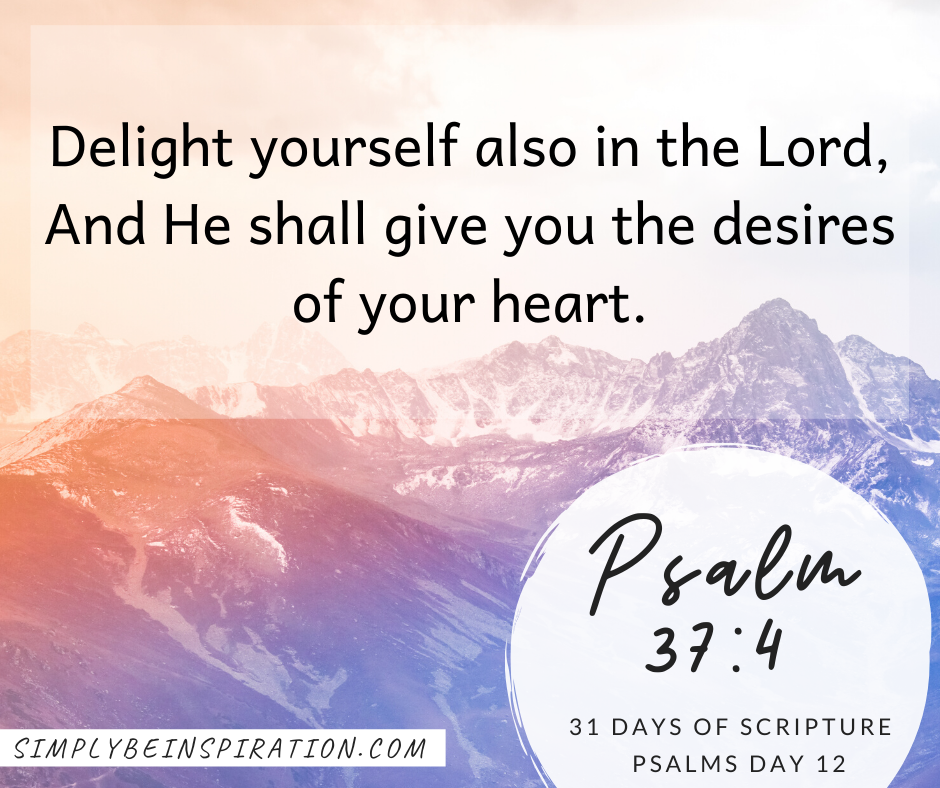 Delight yourself also in the Lord,
And He shall give you the desires
of your heart.
Psalm
37:4
31 DAYS OF SCRIPTURE
PSALMS DAY 12
SIMPLYBEINSPIRATION.COM